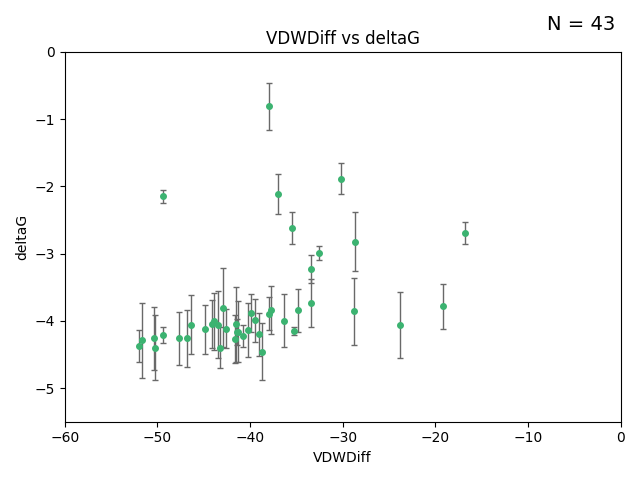 N = 43
VDWDiff vs deltaG
0
−1
−2
−3
−4
−5
deltaG
−60 −50 −40 −30 −20 −10 0
VDWDiff